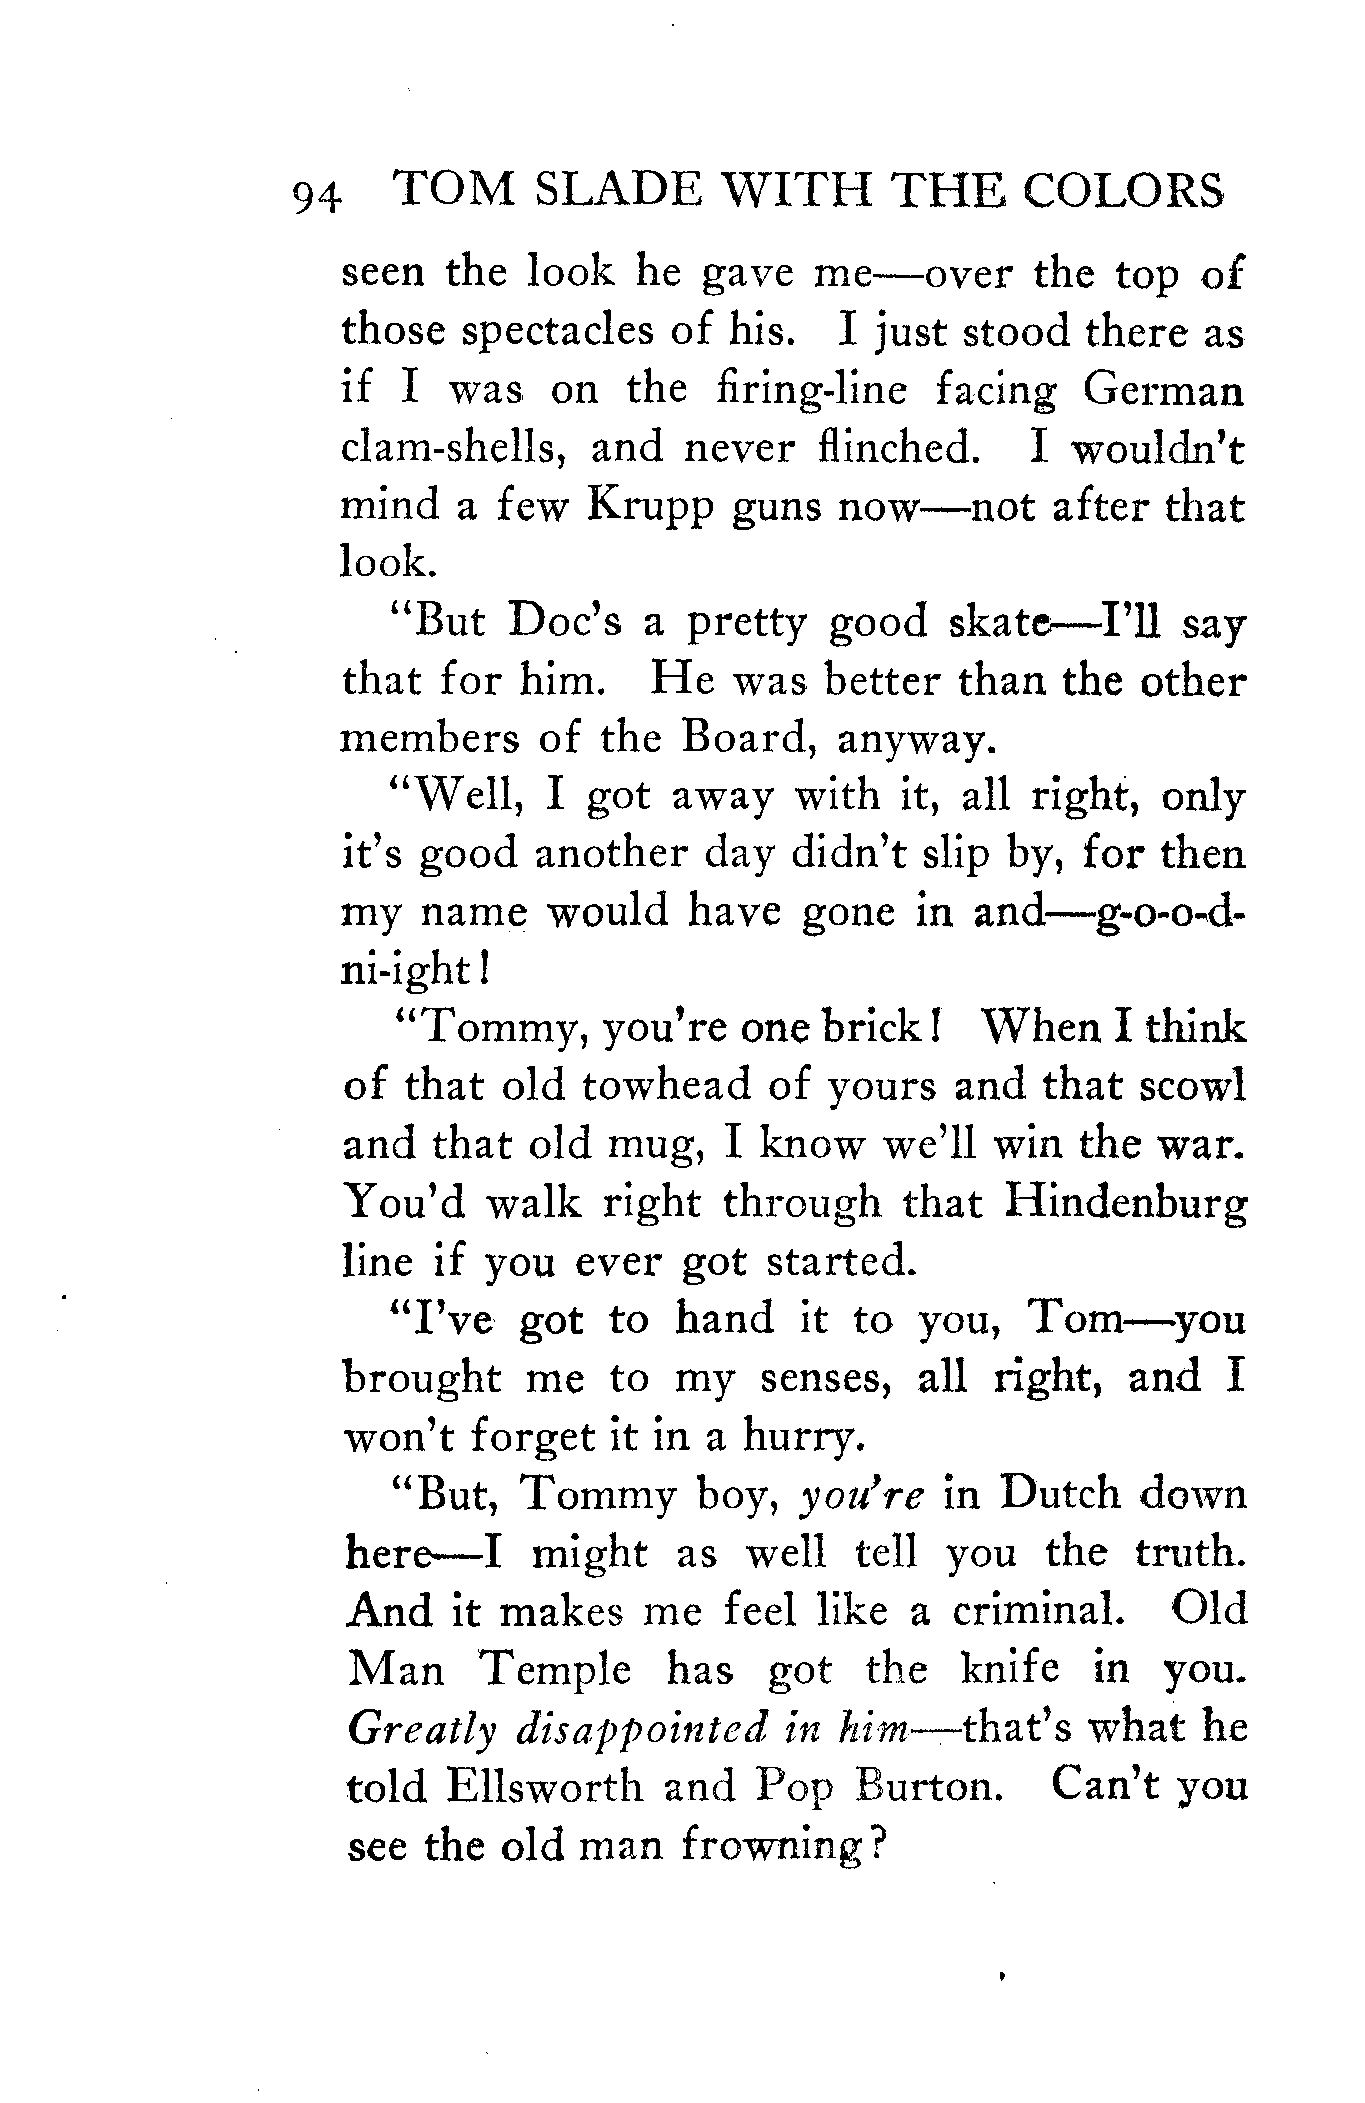 94 TOM SLADE WITH THE COLORS
seen the look he gave me—over the top of
those spectacles of his. I just stood there as
if I was on the firing-line facing German
clam-shells, and never flinched. I wouldn't
mind a few Krupp guns now—not after that
look.
"But Doc's a pretty good skate—I'll say
that for him. He was better than the other
members of the Board, anyway.
"Well, I got away with it, all right, only
it's good another day didn't slip by, for then
my name would have gone in and—g-o-o-d-
ni-ight!
"Tommy, you're one brick! When I think
of that old towhead of yours and that scowl
and that old mug, I know we'll win the war.
You'd walk right through that Hindenburg
line if you ever got started.
"I've got to hand it to you, Tom—you
brought me to my senses, all right, and I
won't forget it in a hurry.
"But, Tommy boy, you're in Dutch down
here—I might as well tell you the truth.
And it makes me feel like a criminal. Old
Man Temple has got the knife in you.
Greatly disappointed in him—that's what he
told Ellsworth and Pop Burton. Can't you
see the old man frowning?